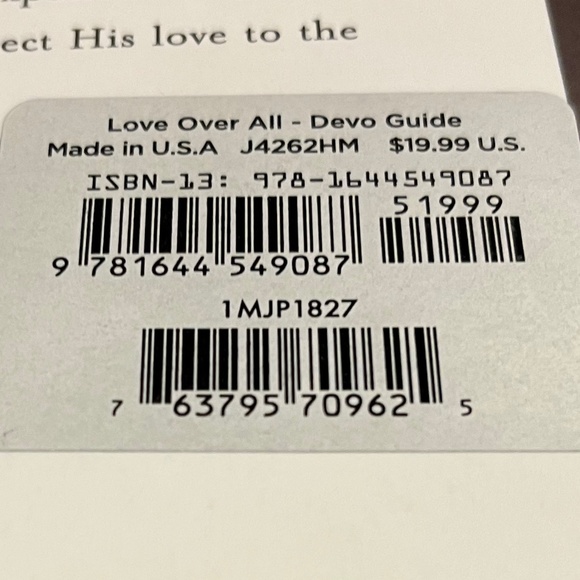 ect His love to the
Love Over All - Devo Guide
Made in U.S.A J4262HM $19.99 U.S.
ISBN-13: 978-1644549087
51999
9 781644 549087
1MJP1827
7 63795 70962 5